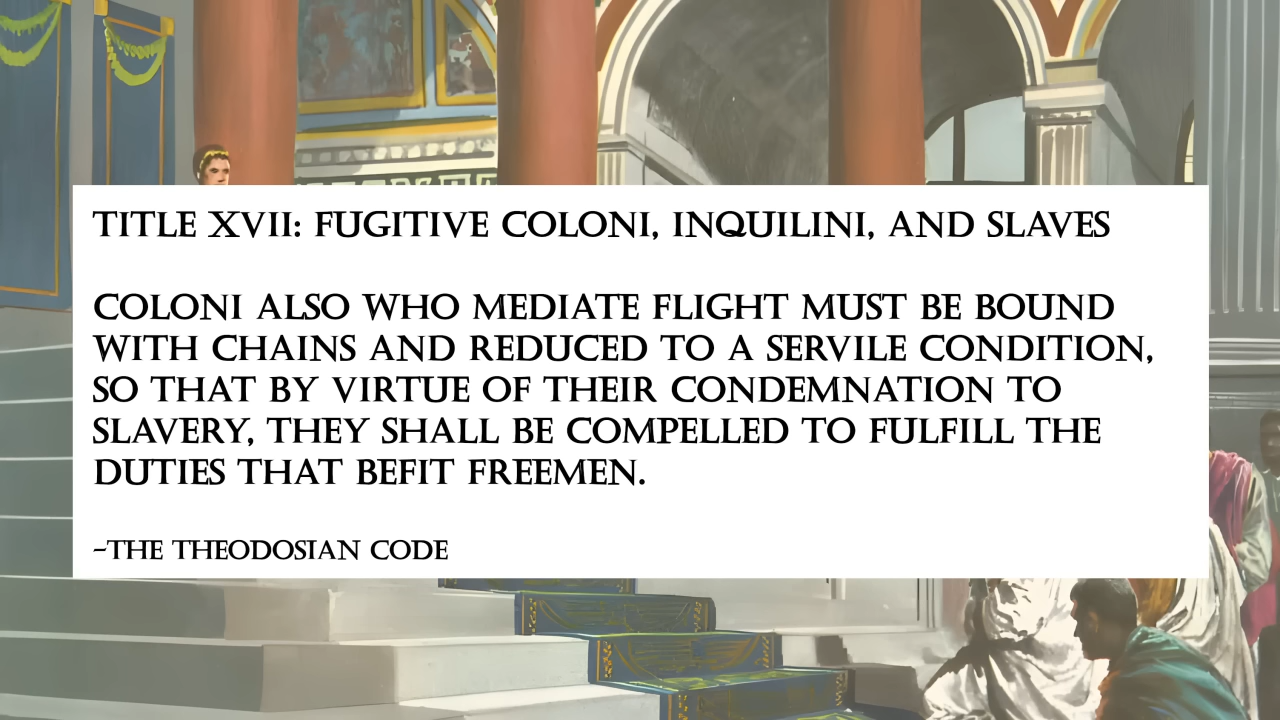 TITLE XVII: FUGITIVE COLONI, INQUILINI, AND SLAVES
COLONI ALSO WHO MEDIATE FLIGHT MUST BE BOUND
WITH CHAINS AND REDUCED TO A SERVILE CONDITION,
SO THAT BY VIRTUE OF THEIR CONDEMNATION TO
SLAVERY, THEY SHALL BE COMPELLED TO FULFILL THE
DUTIES THAT BEFIT FREEMEN.
-THE THEODOSIAN CODE